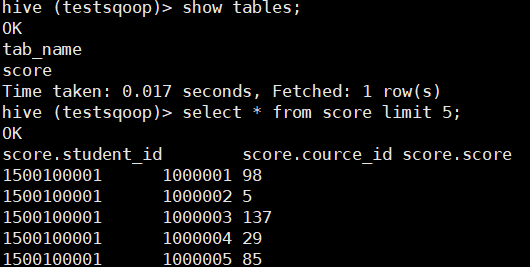 hive (testsqoop)> show tables;
OK
tab_name
score
Time taken: 0.017 seconds, Fetched: 1 row(s)
hive (testsqoop)> select * from score limit 5;
OK
score.student_id score.cource_id score.score
1500100001 1000001 98
1500100001 1000002 5
1500100001 1000003 137
1500100001 1000004 29
1500100001 1000005 85